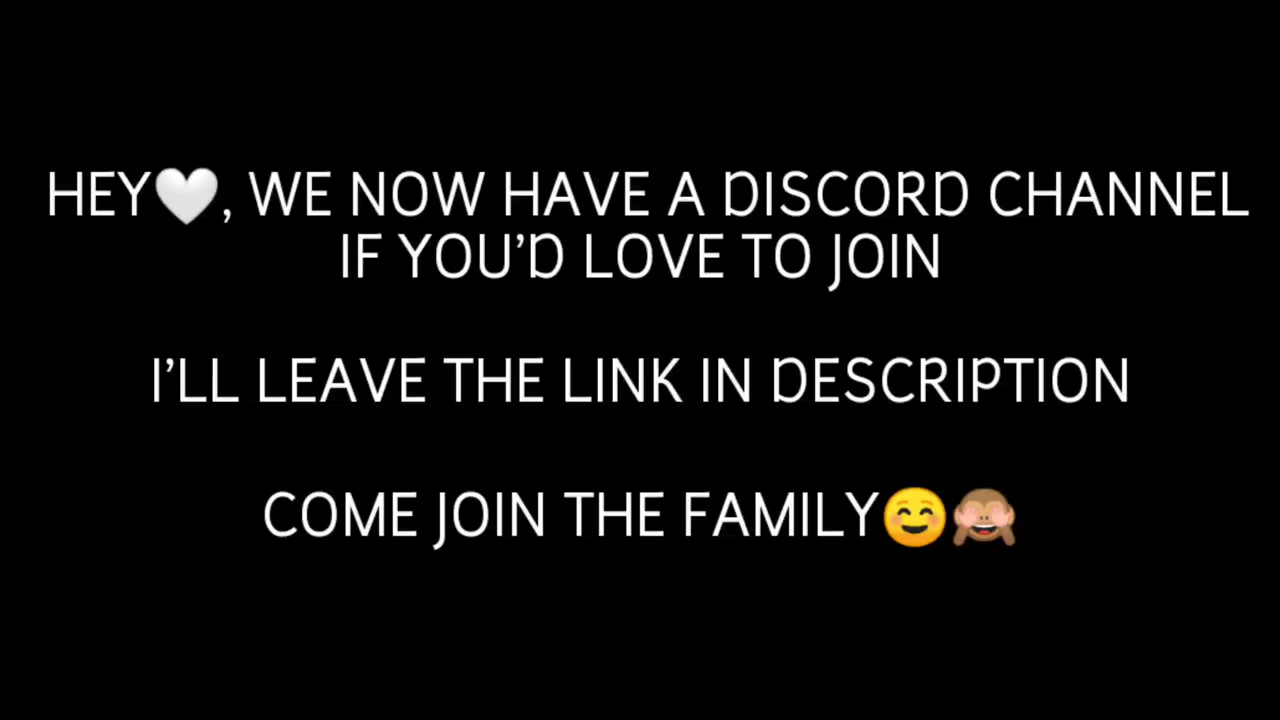 HEY🤍, WE NOW HAVE A DISCORD CHANNEL
IF YOU’D LOVE TO JOIN
I’LL LEAVE THE LINK IN DESCRIPTION
COME JOIN THE FAMILY☺️🙈